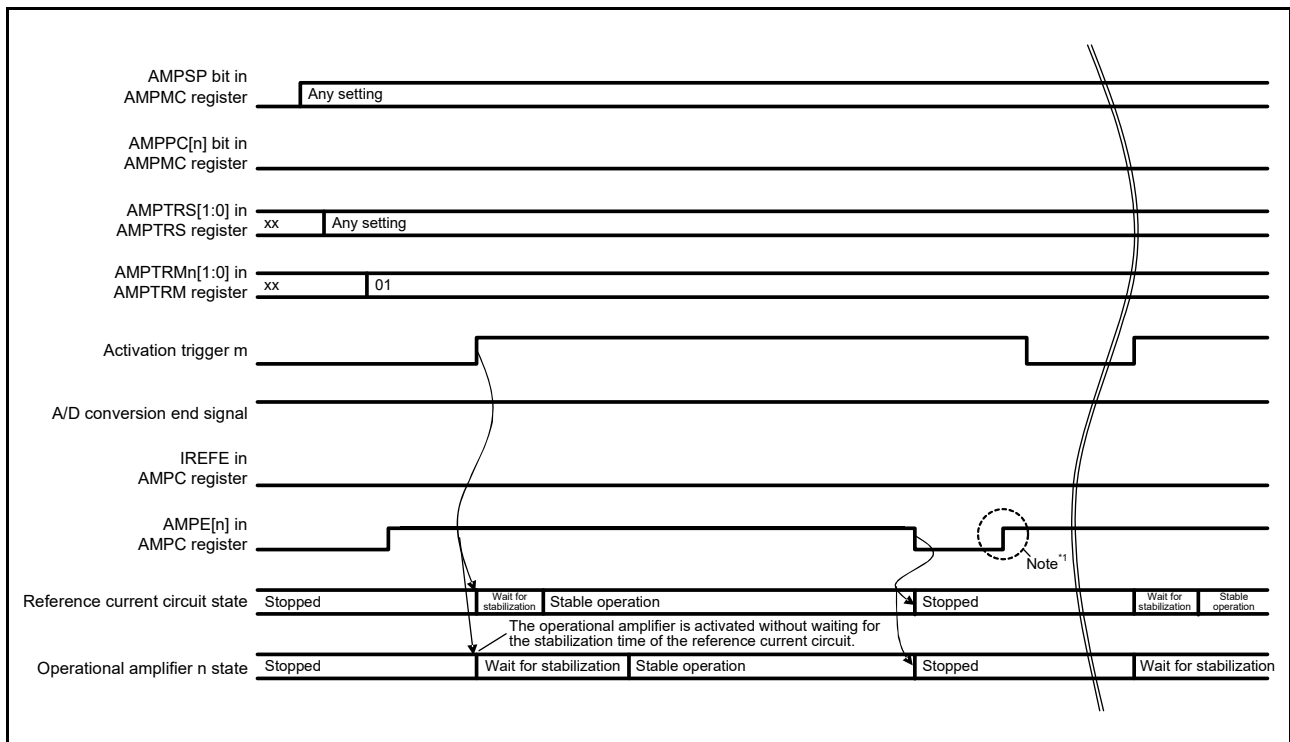 AMPSP bit in
AMPMC register
Any setting
AMPPC[n] bit in
AMPMC register
AMPTRS[1:0] in
AMPTRS register
xx
Any setting
AMPTRMn[1:0] in
AMPTRM register
xx
01
Activation trigger m
A/D conversion end signal
IREFE in
AMPC register
AMPE[n] in
AMPC register
Note*1
Reference current circuit state
Stopped
Wait for
stabilization
Stable operation
Stopped
Wait for
stabilization
Stable
operation
The operational amplifier is activated without waiting for
the stabilization time of the reference current circuit.
Operational amplifier n state
Stopped
Wait for stabilization
Stable operation
Stopped
Wait for stabilization